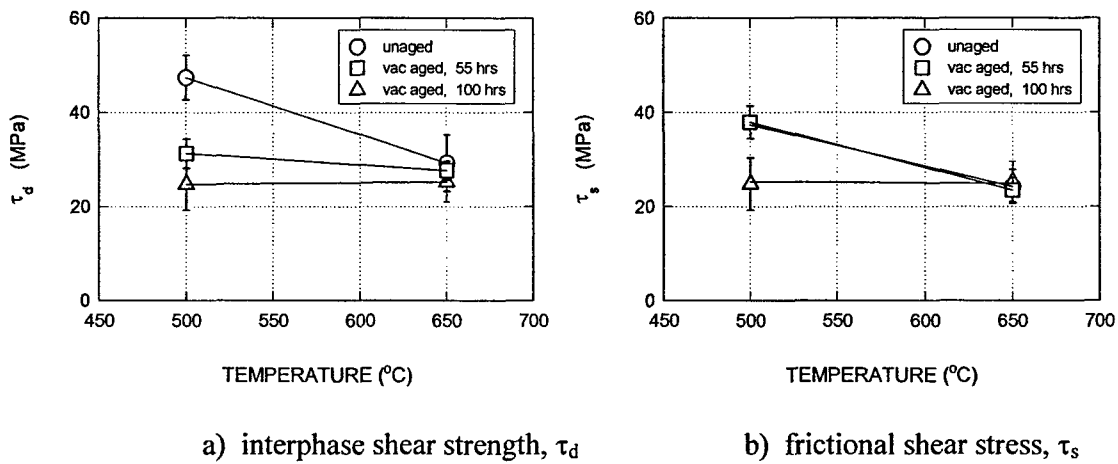 60
40
20
0
τd (MPa)
unaged
vac aged, 55 hrs
vac aged, 100 hrs
450 500 550 600 650 700
TEMPERATURE (°C)
a) interphase shear strength, τd
60
40
20
0
τs (MPa)
unaged
vac aged, 55 hrs
vac aged, 100 hrs
450 500 550 600 650 700
TEMPERATURE (°C)
b) frictional shear stress, τs